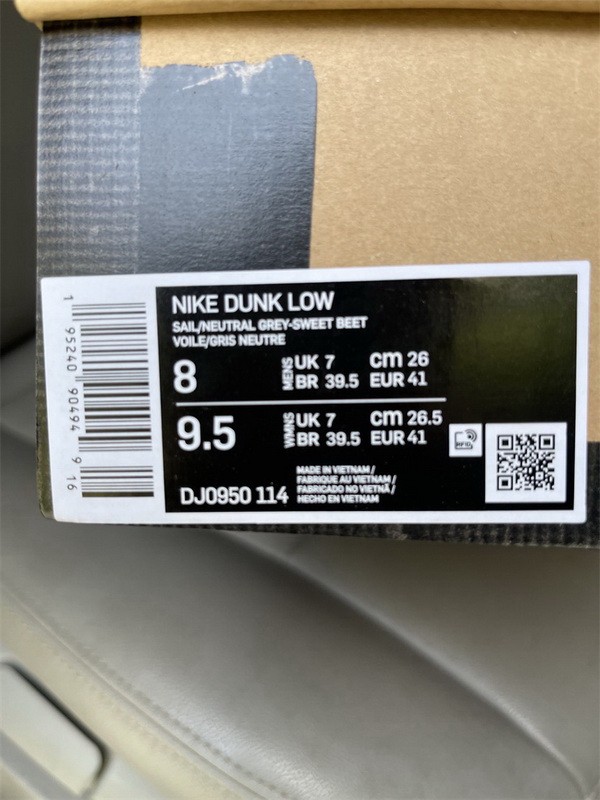 NIKE DUNK LOW
SAIL/NEUTRAL GREY-SWEET BEET
VOILE/GRIS NEUTRE
8 MENS UK 7 cm 26
BR 39.5 EUR 41
9.5 WMNS UK 7 cm 26.5
BR 39.5 EUR 41
DJ0950 114
MADE IN VIETNAM /
FABRIQUE AU VIETNAM /
FABRICADO NO VIETNÃ /
HECHO EN VIETNAM
RFID
1 95240 90494 9 16